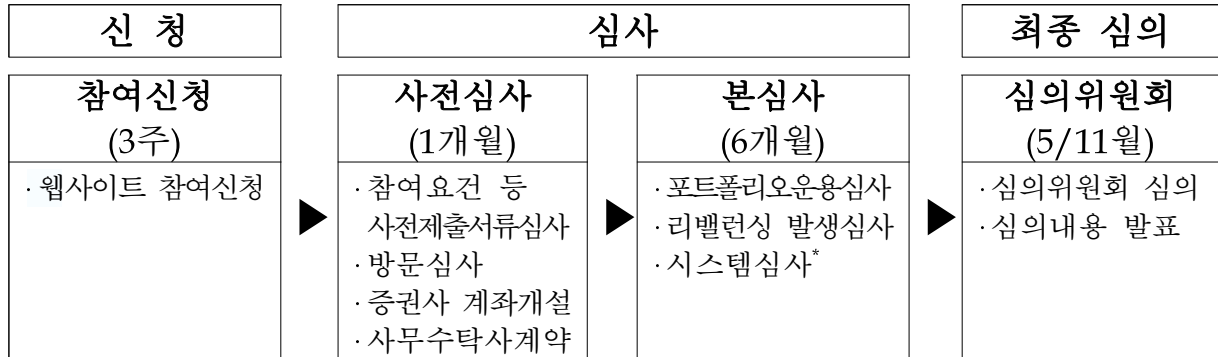 신 청
심사
최종 심의
참여신청
(3주)
· 웹사이트 참여신청
사전심사
(1개월)
· 참여요건 등
사전제출서류심사
· 방문심사
· 증권사 계좌개설
· 사무수탁사계약
본심사
(6개월)
· 포트폴리오운용심사
· 리밸런싱 발생심사
· 시스템심사*
심의위원회
(5/11월)
· 심의위원회 심의
· 심의내용 발표